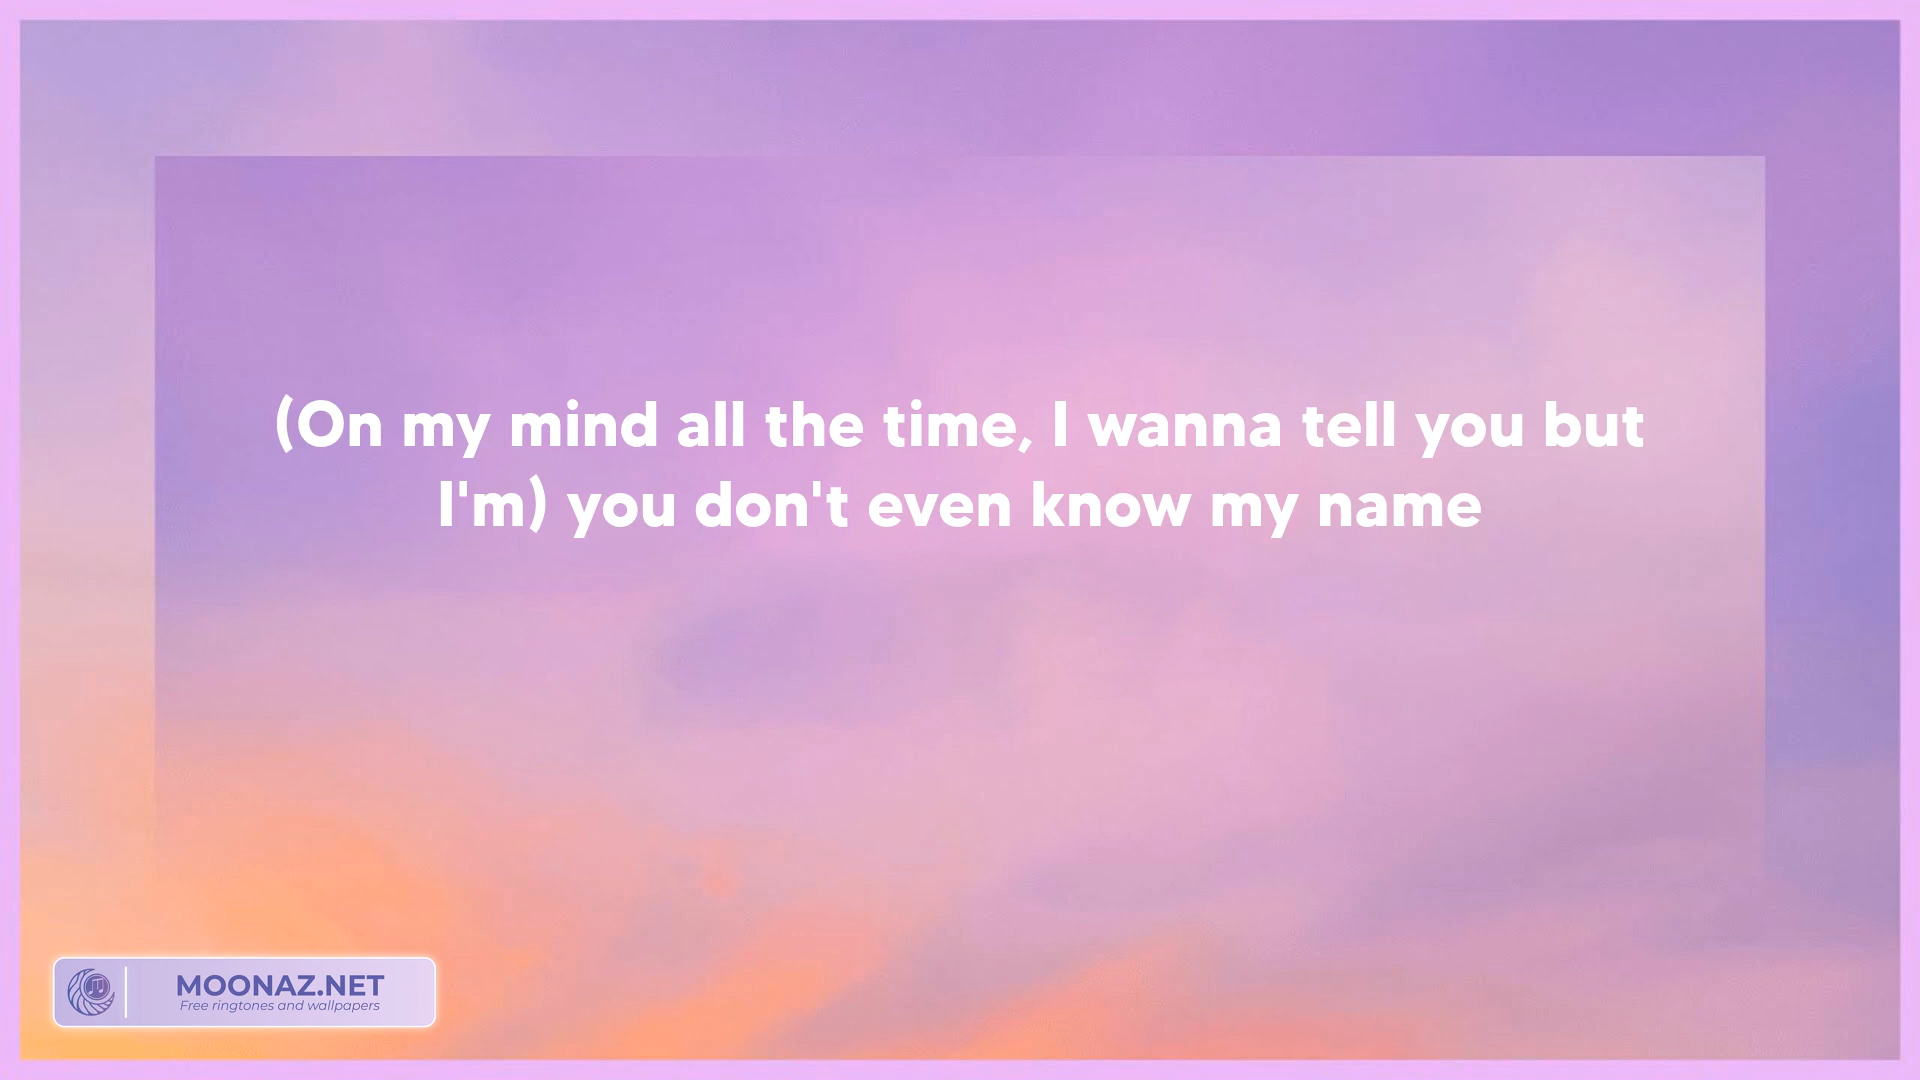 (On my mind all the time, I wanna tell you but
I'm) you don't even know my name
MOONAZ.NET
Free ringtones and wallpapers